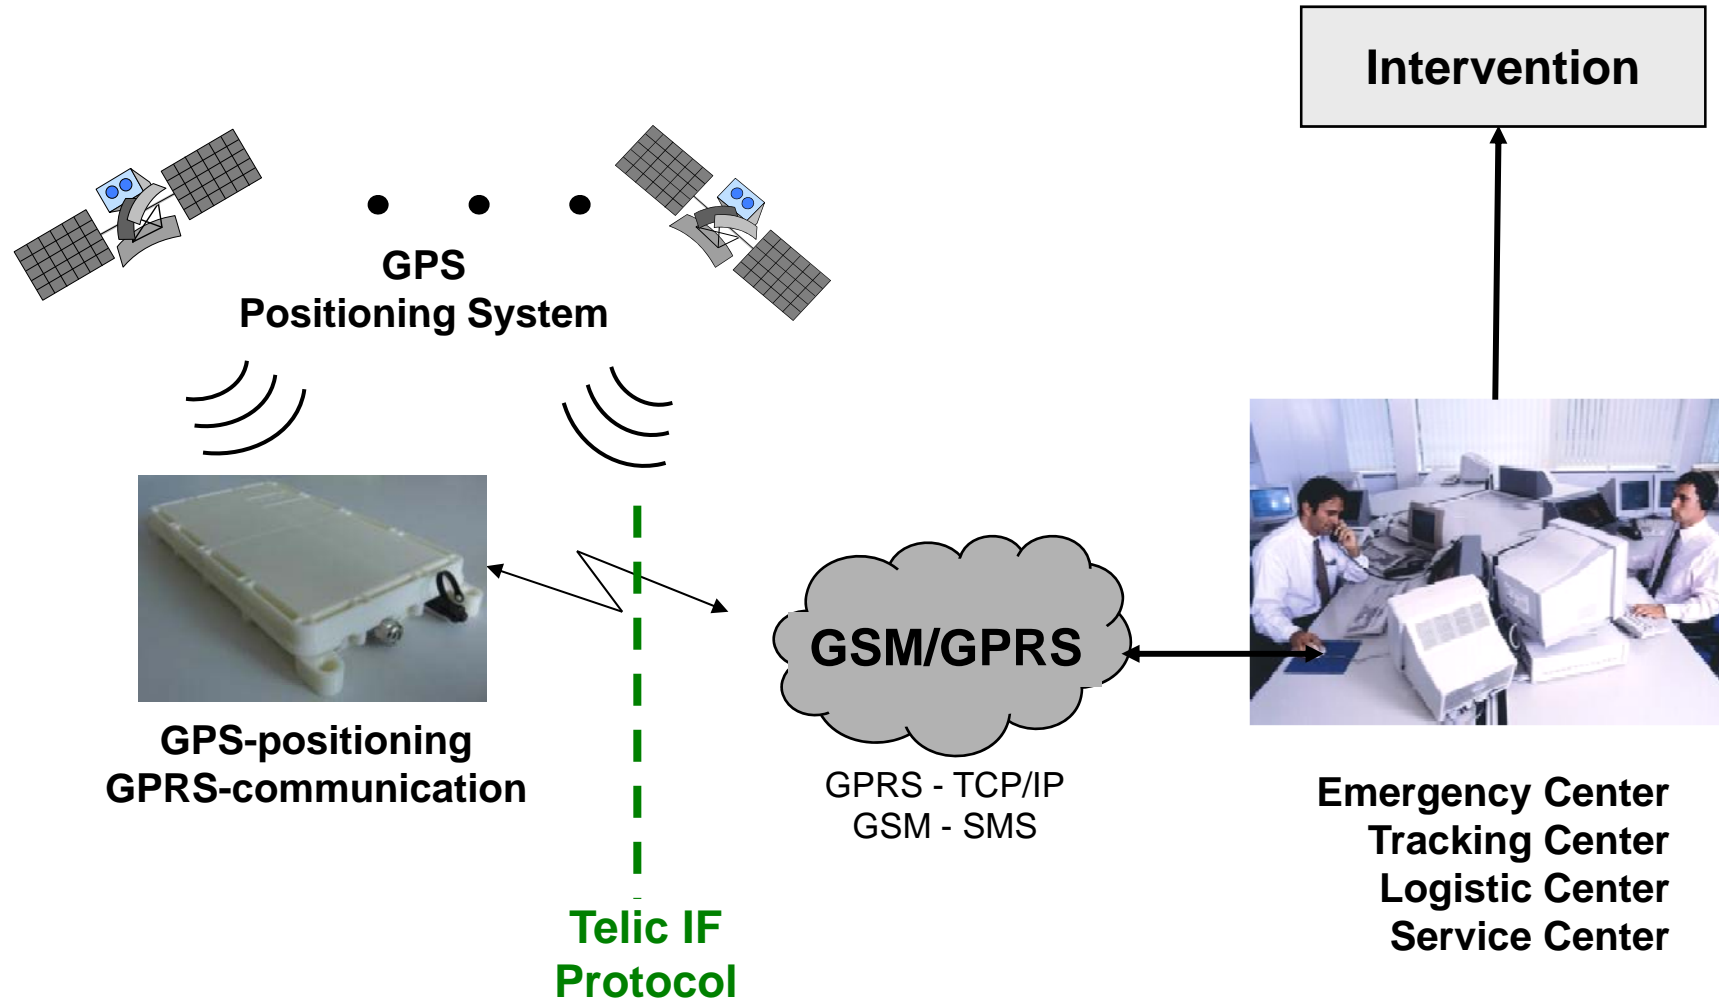 Intervention
GPS
Positioning System
GSM/GPRS
GPS-positioning
GPRS-communication
GPRS - TCP/IP
GSM - SMS
Emergency Center
Tracking Center
Logistic Center
Service Center
Telic IF
Protocol